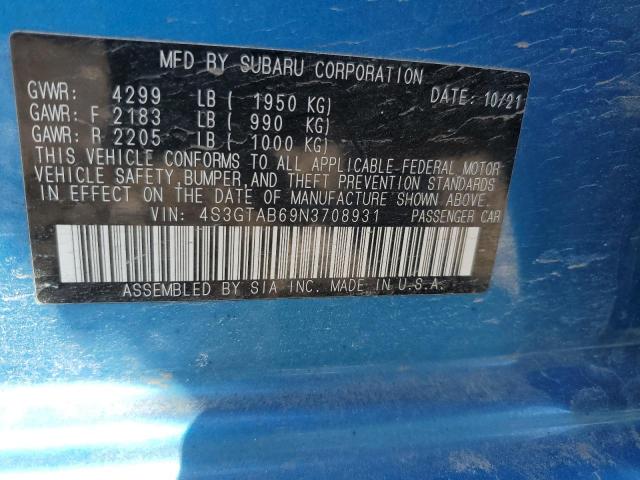 MFD BY SUBARU CORPORATION
GVWR: 4299 LB ( 1950 KG) DATE: 10/21
GAWR: F 2183 LB ( 990 KG)
GAWR: R 2205 LB ( 1000 KG)
THIS VEHICLE CONFORMS TO ALL APPLICABLE FEDERAL MOTOR
VEHICLE SAFETY, BUMPER, AND THEFT PREVENTION STANDARDS
IN EFFECT ON THE DATE OF MANUFACTURE SHOWN ABOVE.
VIN: 4S3GTAB69N3708931 PASSENGER CAR
ASSEMBLED BY SIA INC. MADE IN U.S.A.